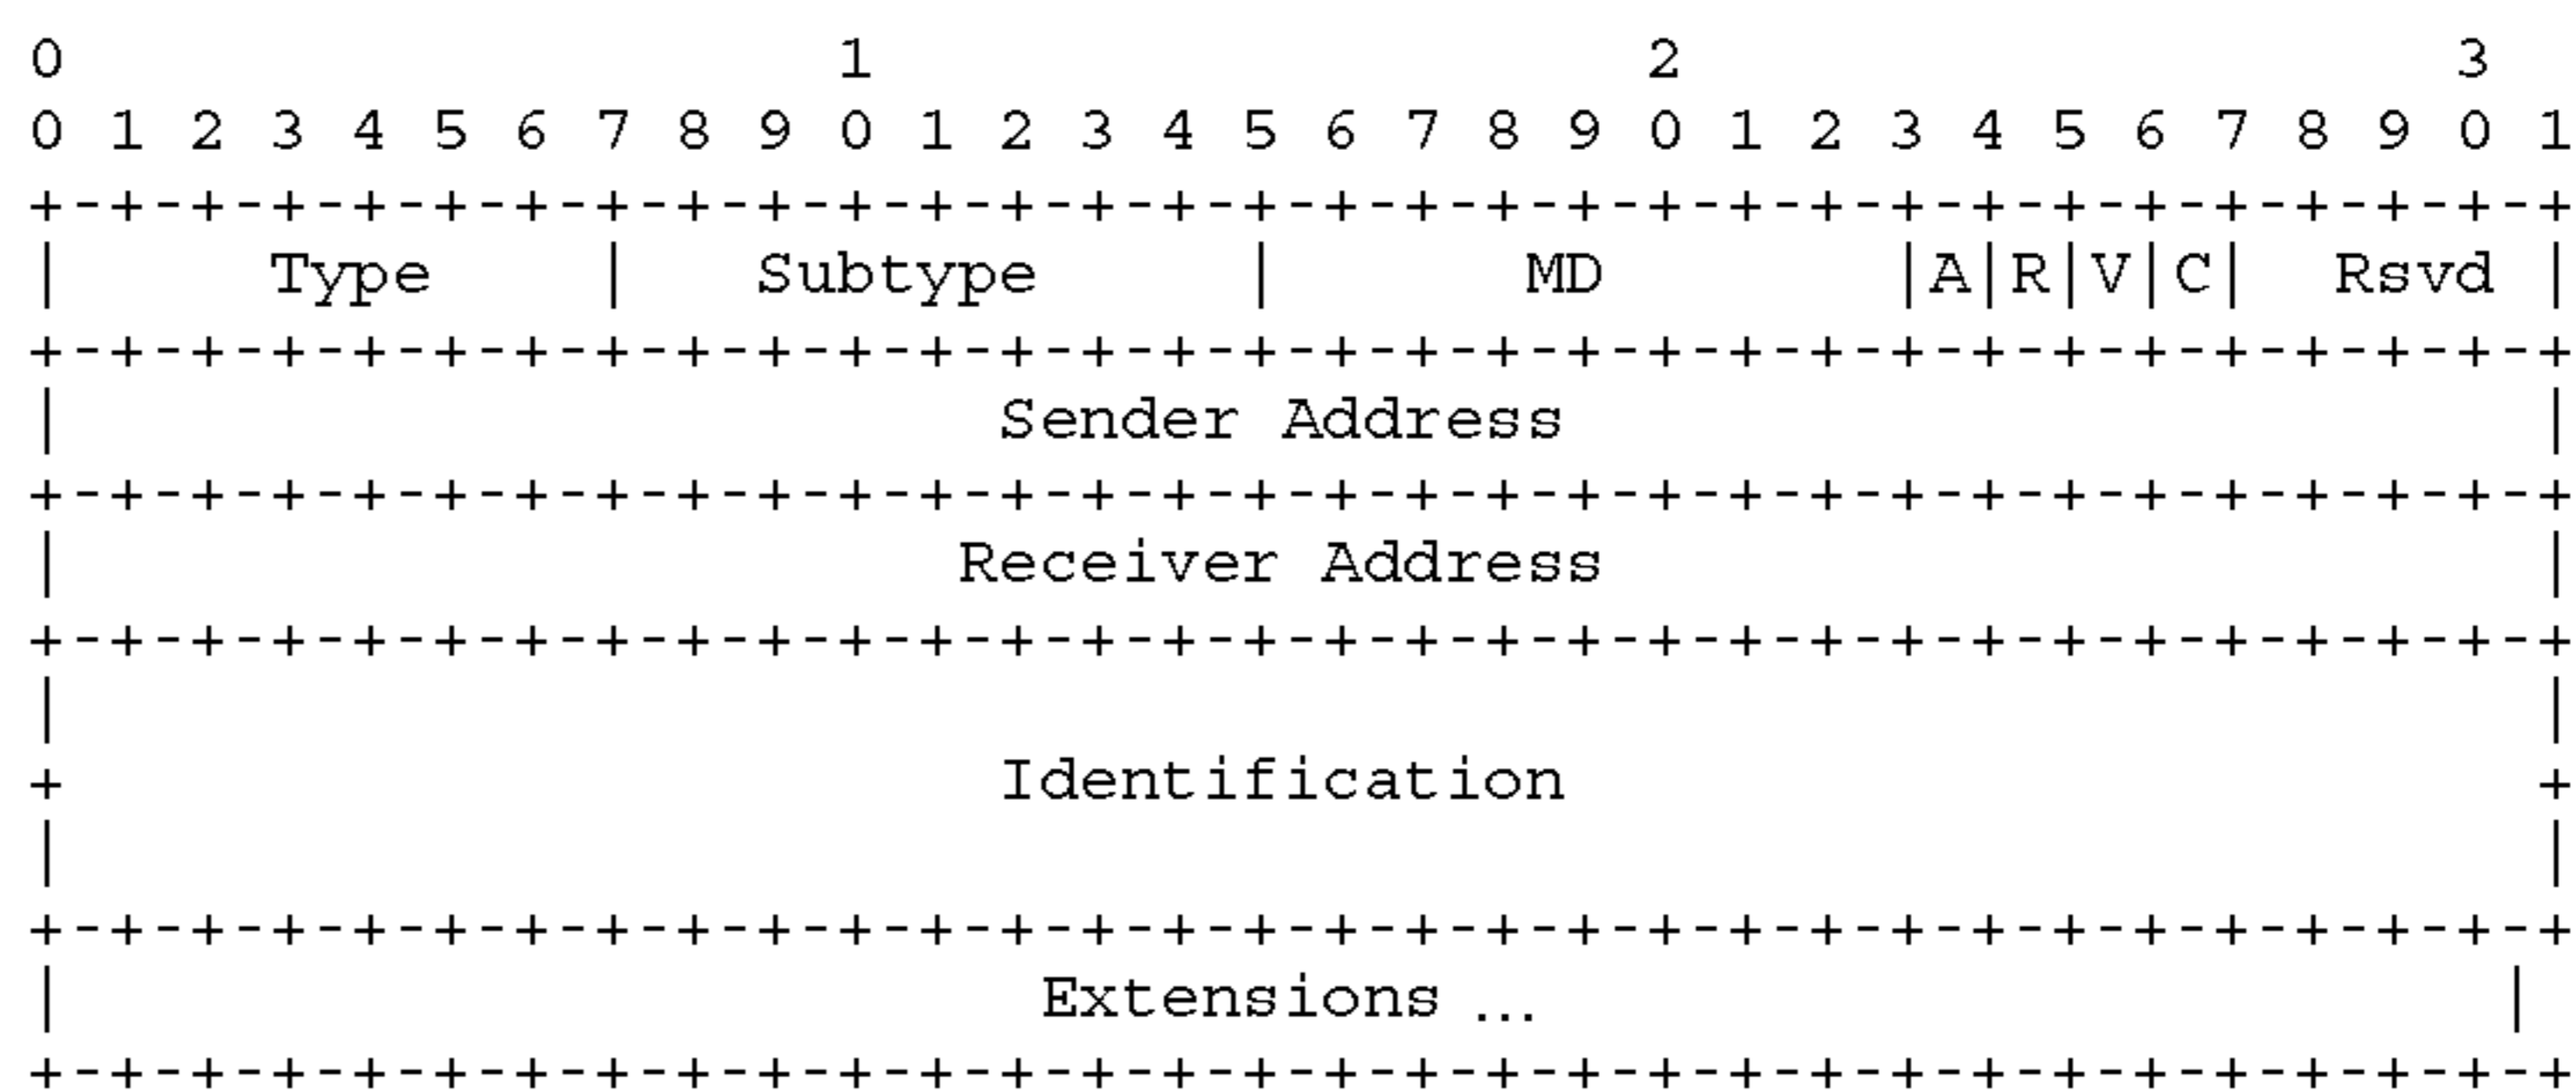 0                   1                   2                   3
0 1 2 3 4 5 6 7 8 9 0 1 2 3 4 5 6 7 8 9 0 1 2 3 4 5 6 7 8 9 0 1
+-+-+-+-+-+-+-+-+-+-+-+-+-+-+-+-+-+-+-+-+-+-+-+-+-+-+-+-+-+-+-+
|     Type    |   Subtype     |      MD       |A|R|V|C|  Rsvd |
+-+-+-+-+-+-+-+-+-+-+-+-+-+-+-+-+-+-+-+-+-+-+-+-+-+-+-+-+-+-+-+
|                       Sender Address                        |
+-+-+-+-+-+-+-+-+-+-+-+-+-+-+-+-+-+-+-+-+-+-+-+-+-+-+-+-+-+-+-+
|                      Receiver Address                       |
+-+-+-+-+-+-+-+-+-+-+-+-+-+-+-+-+-+-+-+-+-+-+-+-+-+-+-+-+-+-+-+
|                                                             |
+                       Identification                        +
|                                                             |
+-+-+-+-+-+-+-+-+-+-+-+-+-+-+-+-+-+-+-+-+-+-+-+-+-+-+-+-+-+-+-+
|                        Extensions ...                      |
+-+-+-+-+-+-+-+-+-+-+-+-+-+-+-+-+-+-+-+-+-+-+-+-+-+-+-+-+-+-+-+